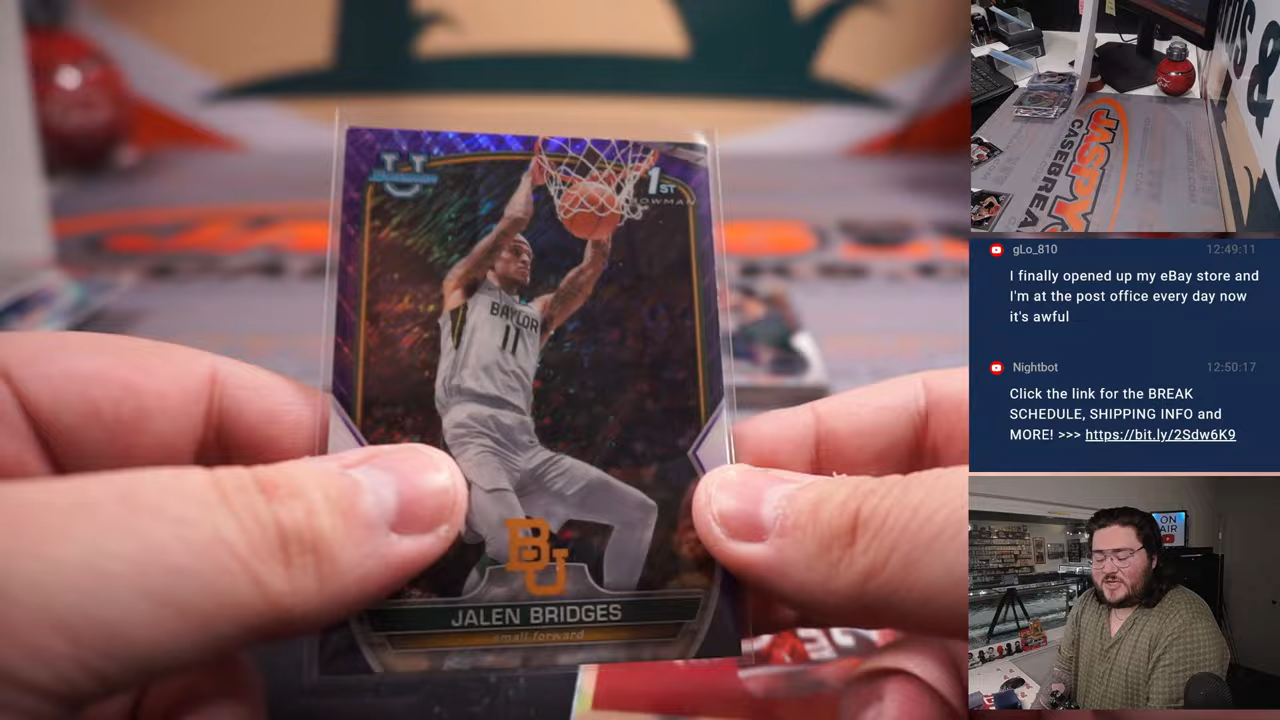 1ST
BOWMAN
BAYLOR
11
BU
JALEN BRIDGES
small forward
JASPY'S
CASEBREA
&
gLo_810 12:49:11
I finally opened up my eBay store and
I'm at the post office every day now
it's awful
Nightbot 12:50:17
Click the link for the BREAK
SCHEDULE, SHIPPING INFO and
MORE! >>> https://bit.ly/2Sdw6K9
ON
AIR